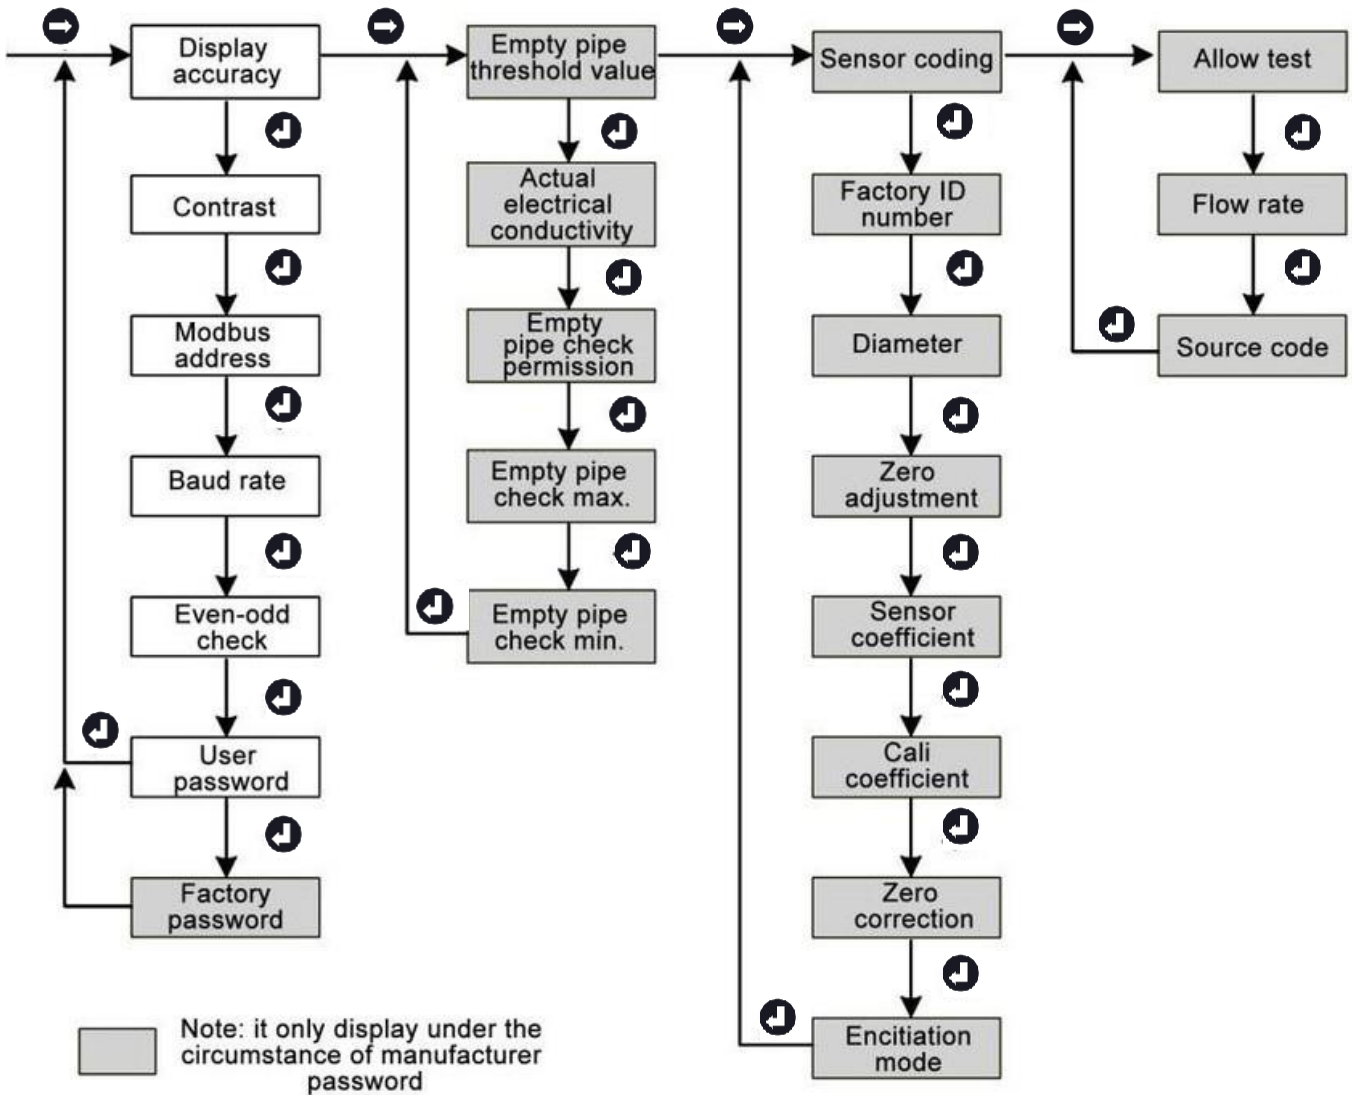 Display
accuracy
Contrast
Modbus
address
Baud rate
Even-odd
check
User
password
Factory
password
Empty pipe
threshold value
Actual
electrical
conductivity
Empty
pipe check
permission
Empty pipe
check max.
Empty pipe
check min.
Sensor coding
Factory ID
number
Diameter
Zero
adjustment
Sensor
coefficient
Cali
coefficient
Zero
correction
Encitiation
mode
Allow test
Flow rate
Source code
Note: it only display under the
circumstance of manufacturer
password